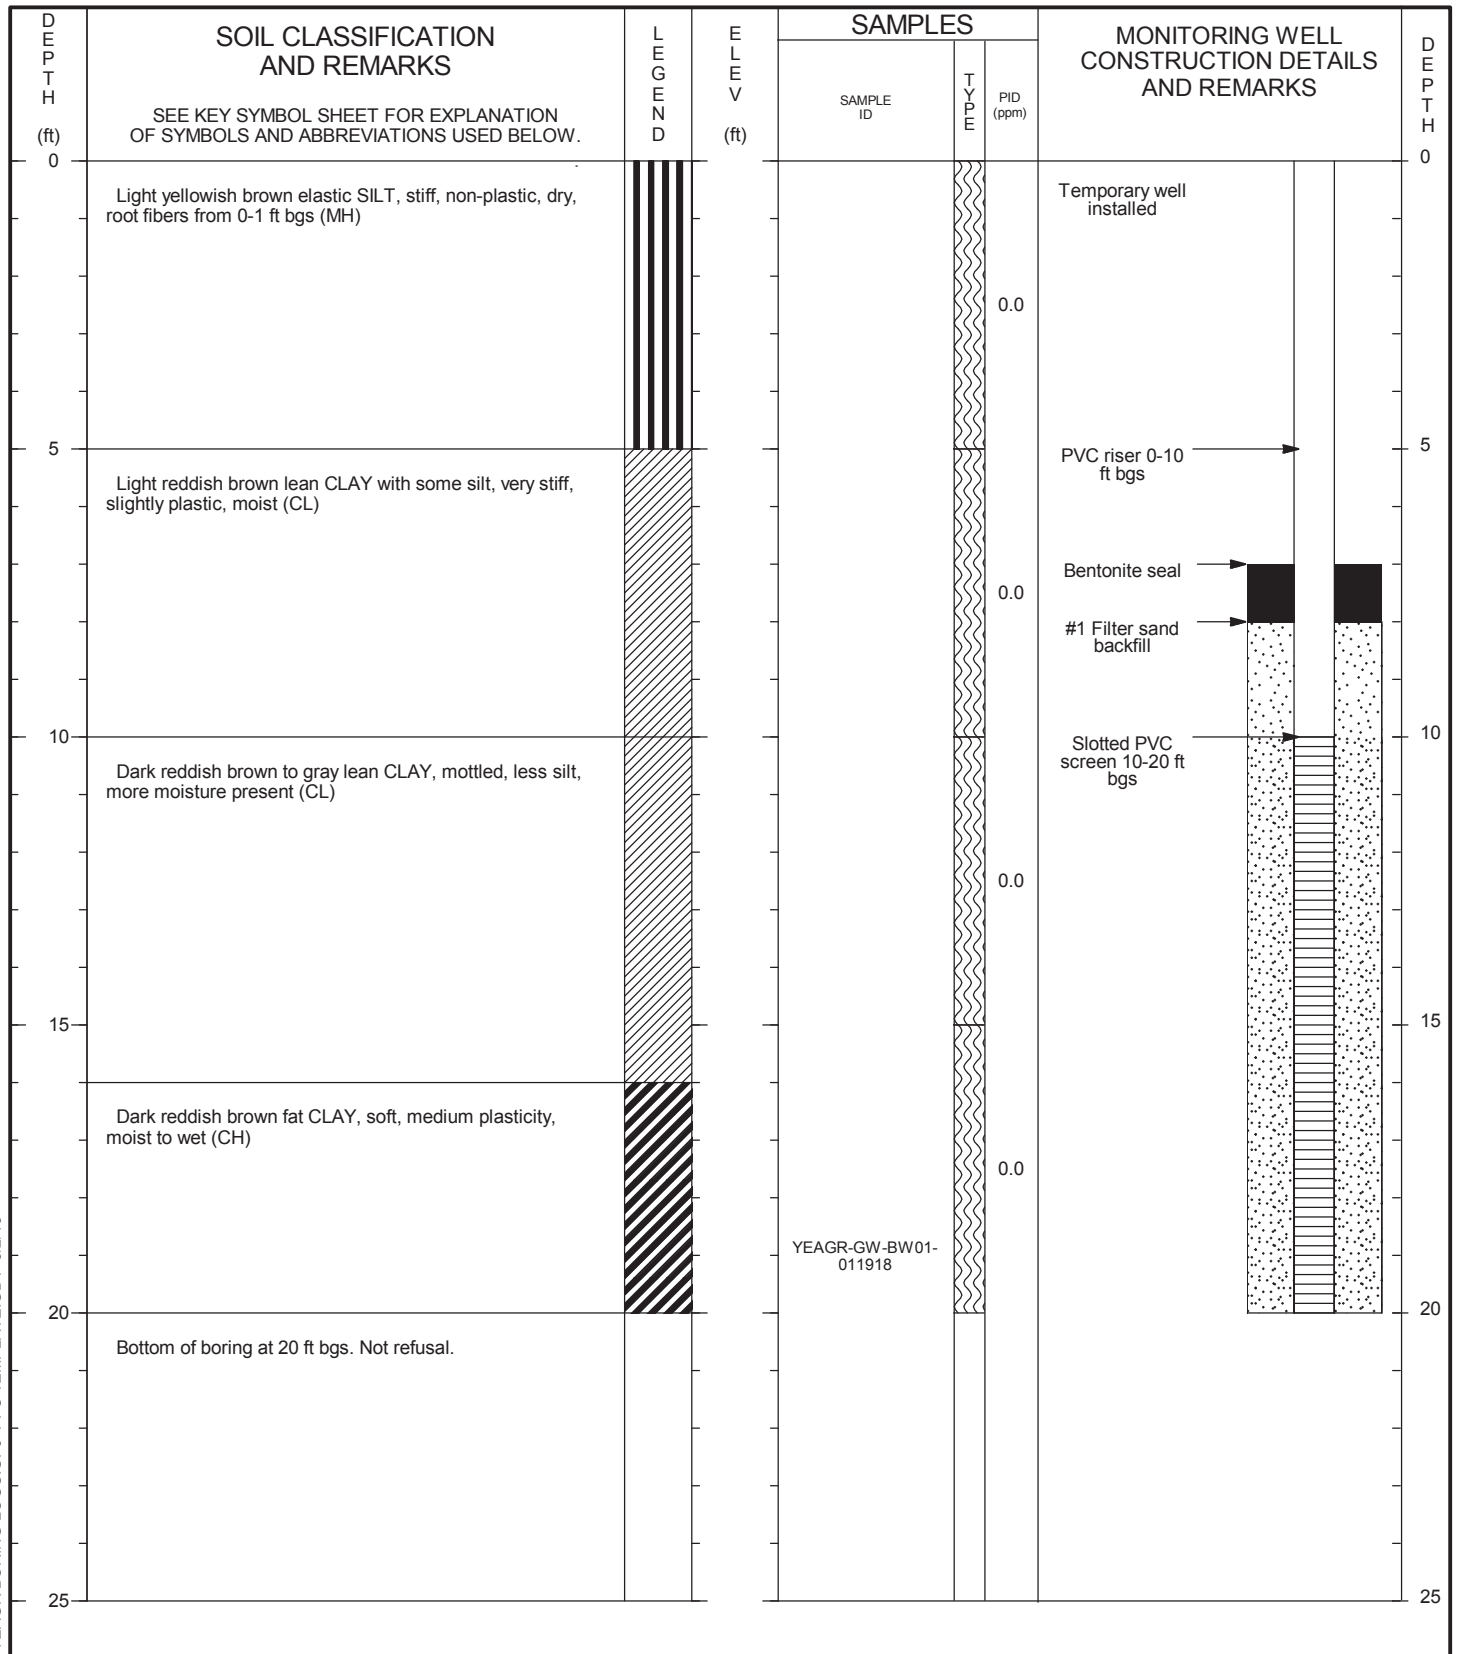 DEPTH
(ft)
SOIL CLASSIFICATION
AND REMARKS
SEE KEY SYMBOL SHEET FOR EXPLANATION
OF SYMBOLS AND ABBREVIATIONS USED BELOW.
LEGEND
ELEV
(ft)
SAMPLES
SAMPLE
ID
TYPE
PID
(ppm)
MONITORING WELL
CONSTRUCTION DETAILS
AND REMARKS
DEPTH
0
0
Light yellowish brown elastic SILT, stiff, non-plastic, dry,
root fibers from 0-1 ft bgs (MH)
Temporary well
installed
0.0
5
PVC riser 0-10
ft bgs
5
Light reddish brown lean CLAY with some silt, very stiff,
slightly plastic, moist (CL)
Bentonite seal
0.0
#1 Filter sand
backfill
10
Slotted PVC
screen 10-20 ft
bgs
10
Dark reddish brown to gray lean CLAY, mottled, less silt,
more moisture present (CL)
0.0
15
15
Dark reddish brown fat CLAY, soft, medium plasticity,
moist to wet (CH)
0.0
YEAGR-GW-BW01-
011918
20
20
Bottom of boring at 20 ft bgs. Not refusal.
25
25